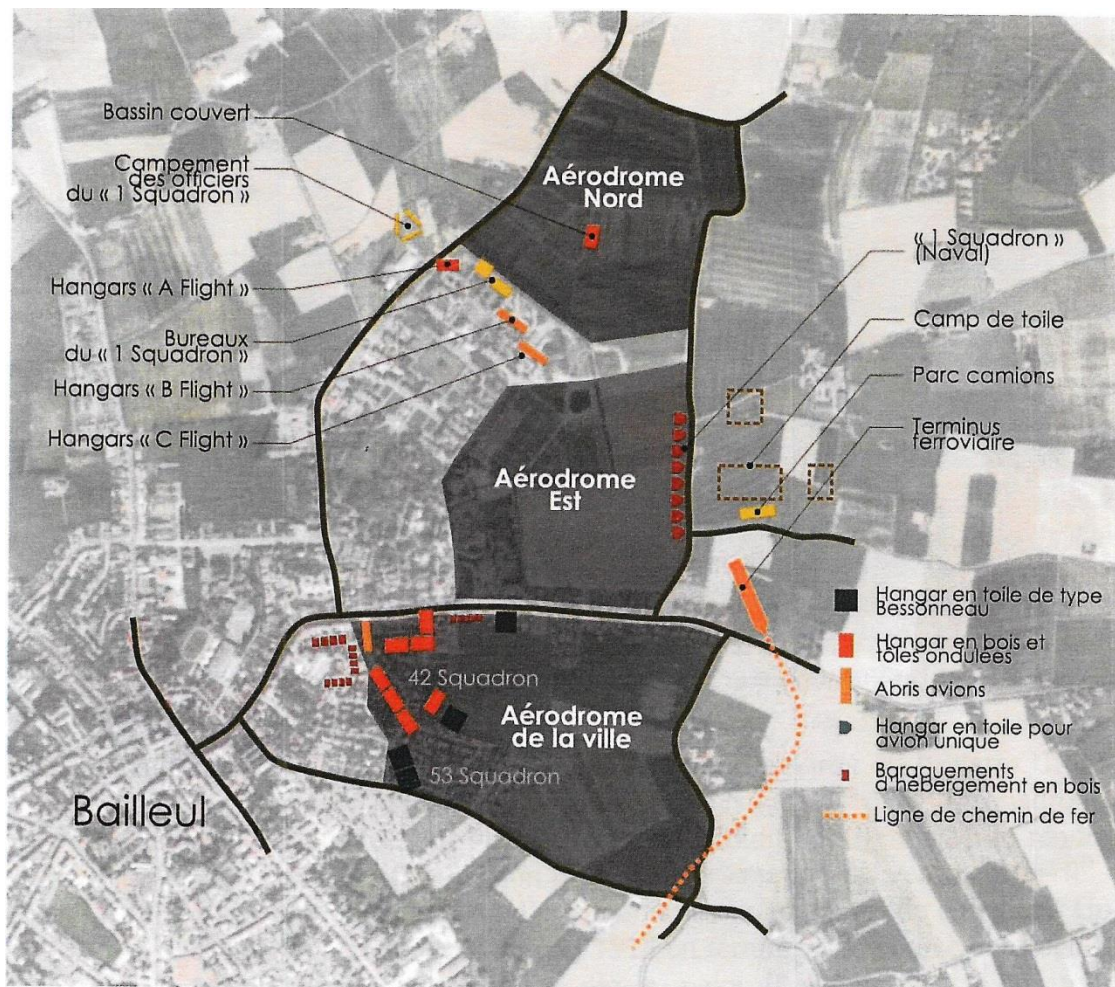 Bassin couvert
Campement
des officiers
du « 1 Squadron »
Hangars « A Flight »
Bureaux
du « 1 Squadron »
Hangars « B Flight »
Hangars « C Flight »
Aérodrome
Nord
« 1 Squadron »
(Naval)
Camp de toile
Parc camions
Terminus
ferroviaire
Aérodrome
Est
42 Squadron
Aérodrome
de la ville
53 Squadron
Bailleul
Hangar en toile de type
Bessonneau
Hangar en bois et
tôles ondulées
Abris avions
Hangar en toile pour
avion unique
Baraquements
d'hébergement en bois
Ligne de chemin de fer